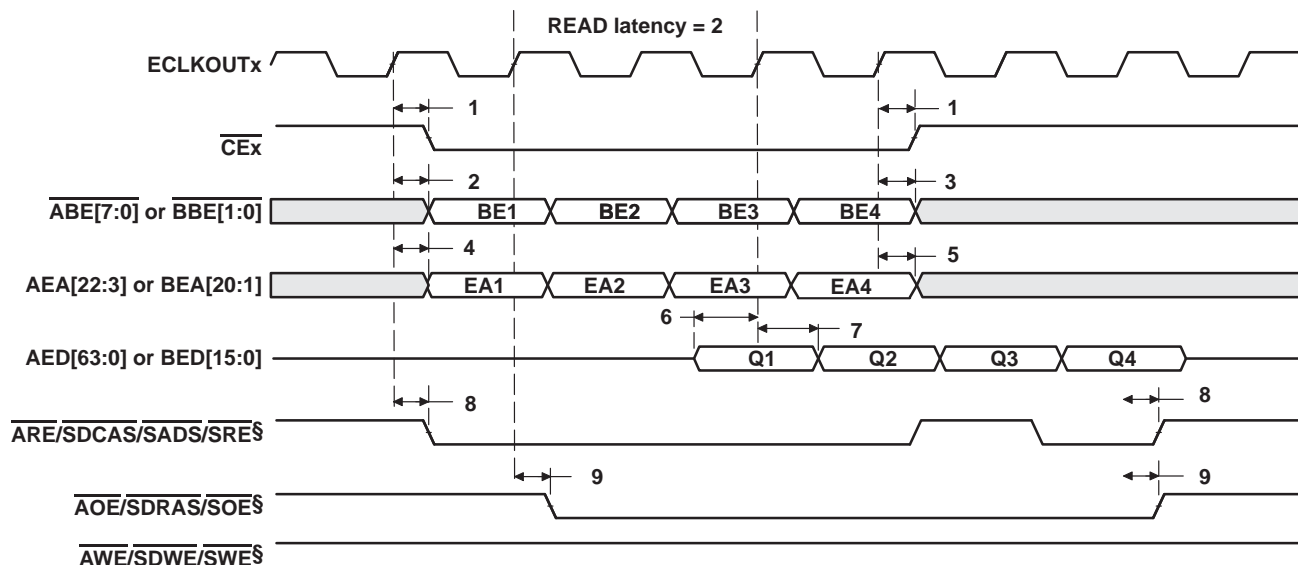 READ latency = 2
ECLKOUTx
1 1
CEx
2 3
ABE[7:0] or BBE[1:0] BE1 BE2 BE3 BE4
4 5
AEA[22:3] or BEA[20:1] EA1 EA2 EA3 EA4
6 7
AED[63:0] or BED[15:0] Q1 Q2 Q3 Q4
8 8
ARE/SDCAS/SADS/SRE§
9 9
AOE/SDRAS/SOE§
AWE/SDWE/SWE§